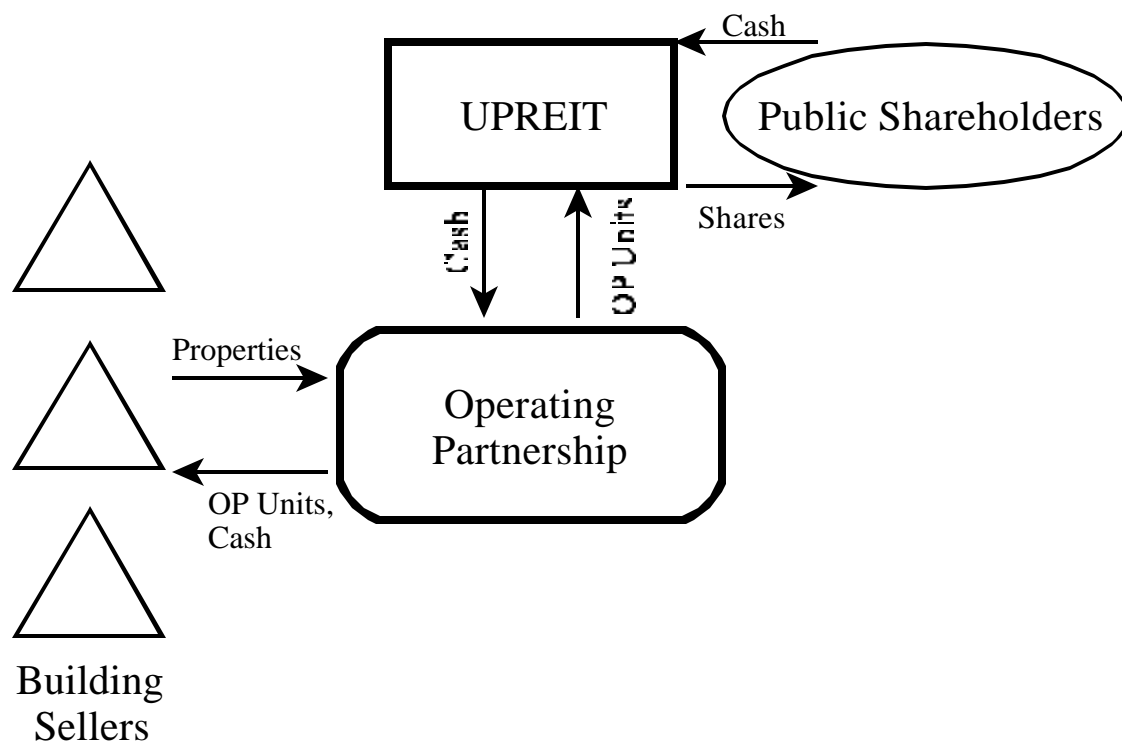 Cash
UPREIT
Public Shareholders
Shares
Cash
OP Units
Properties
Operating
Partnership
OP Units,
Cash
Building
Sellers